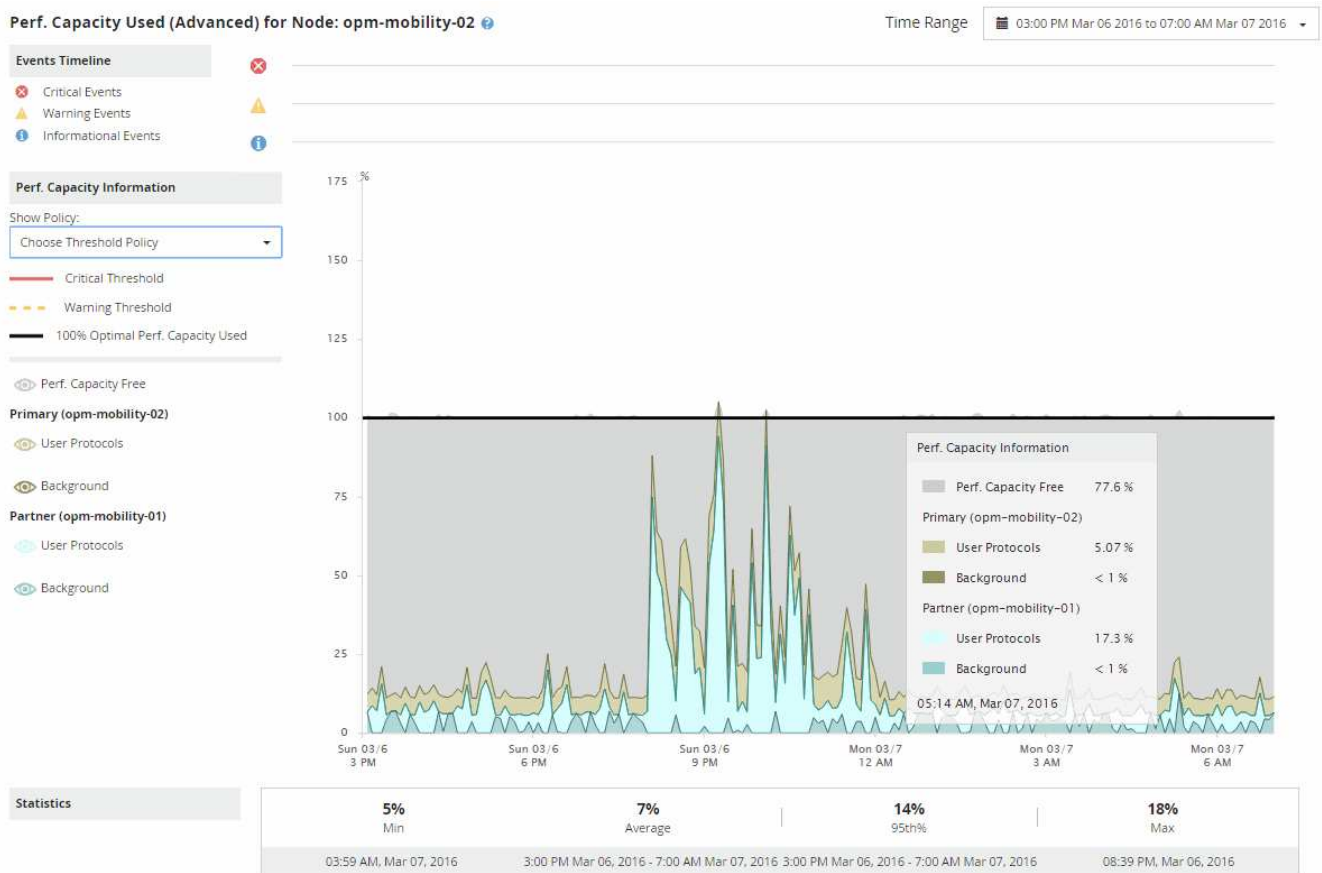 Perf. Capacity Used (Advanced) for Node: opm-mobility-02 ?
Time Range 03:00 PM Mar 06 2016 to 07:00 AM Mar 07 2016
Events Timeline
Critical Events
Warning Events
Informational Events
Perf. Capacity Information
Show Policy:
Choose Threshold Policy
Critical Threshold
Warning Threshold
100% Optimal Perf. Capacity Used
Perf. Capacity Free
Primary (opm-mobility-02)
User Protocols
Background
Partner (opm-mobility-01)
User Protocols
Background
175 %
150
125
100
75
50
25
0
Sun 03/6 Sun 03/6 Sun 03/6 Mon 03/7 Mon 03/7 Mon 03/7
3 PM 6 PM 9 PM 12 AM 3 AM 6 AM
Perf. Capacity Information
Perf. Capacity Free 77.6 %
Primary (opm-mobility-02)
User Protocols 5.07 %
Background < 1 %
Partner (opm-mobility-01)
User Protocols 17.3 %
Background < 1 %
05:14 AM, Mar 07, 2016
Statistics
5% 7% 14% 18%
Min Average 95th% Max
03:59 AM, Mar 07, 2016 3:00 PM Mar 06, 2016 - 7:00 AM Mar 07, 2016 3:00 PM Mar 06, 2016 - 7:00 AM Mar 07, 2016 08:39 PM, Mar 06, 2016